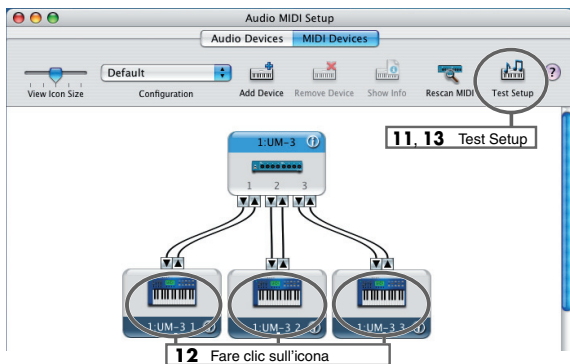 Audio MIDI Setup
Audio Devices MIDI Devices
Default
View Icon Size Configuration Add Device Remove Device Show Info Rescan MIDI Test Setup ?
11, 13 Test Setup
1:UM-3 i
1 2 3
1:UM-3 1 1:UM-3 2 1:UM-3 3
12 Fare clic sull'icona